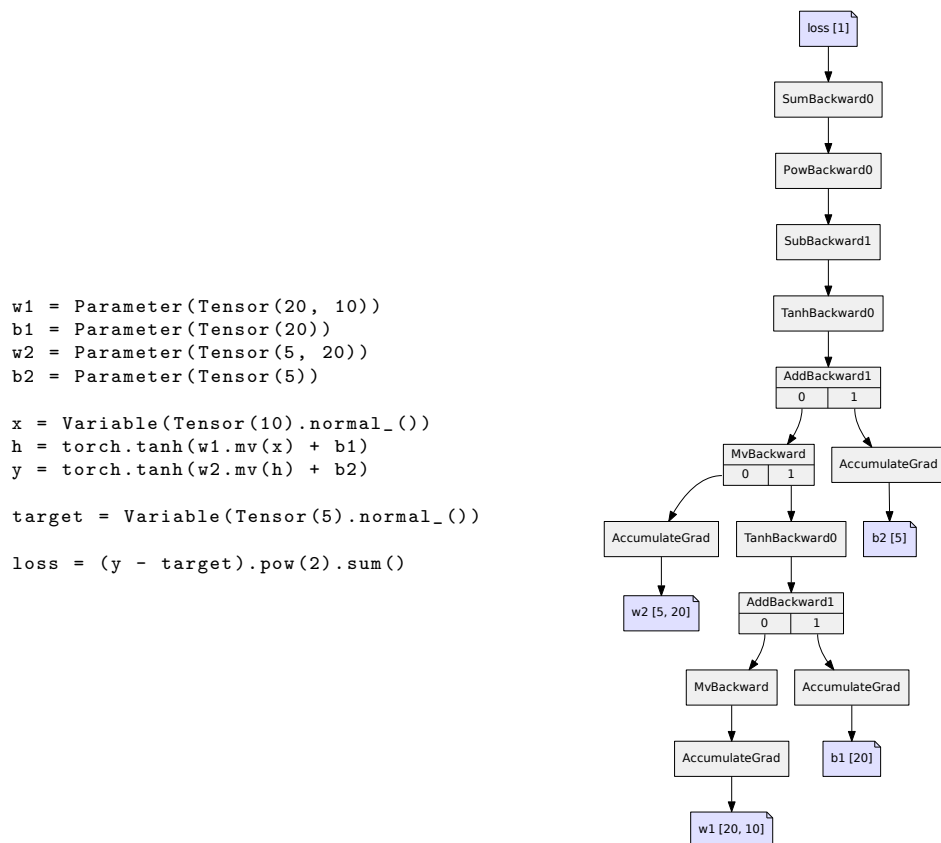 w1 = Parameter(Tensor(20, 10))
b1 = Parameter(Tensor(20))
w2 = Parameter(Tensor(5, 20))
b2 = Parameter(Tensor(5))
x = Variable(Tensor(10).normal_())
h = torch.tanh(w1.mv(x) + b1)
y = torch.tanh(w2.mv(h) + b2)
target = Variable(Tensor(5).normal_())
loss = (y - target).pow(2).sum()
loss [1]
SumBackward0
PowBackward0
SubBackward1
TanhBackward0
AddBackward1
0 1
MvBackward
0 1
AccumulateGrad
AccumulateGrad
TanhBackward0
b2 [5]
w2 [5, 20]
AddBackward1
0 1
MvBackward
AccumulateGrad
AccumulateGrad
b1 [20]
w1 [20, 10]